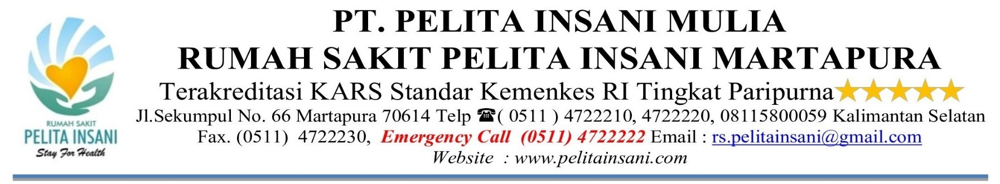 RUMAH SAKIT
PELITA INSANI
Stay For Health
PT. PELITA INSANI MULIA
RUMAH SAKIT PELITA INSANI MARTAPURA
Terakreditasi KARS Standar Kemenkes RI Tingkat Paripurna
Jl.Sekumpul No. 66 Martapura 70614 Telp ☎( 0511 ) 4722210, 4722220, 08115800059 Kalimantan Selatan
Fax. (0511) 4722230, Emergency Call (0511) 4722222 Email : rs.pelitainsani@gmail.com
Website : www.pelitainsani.com